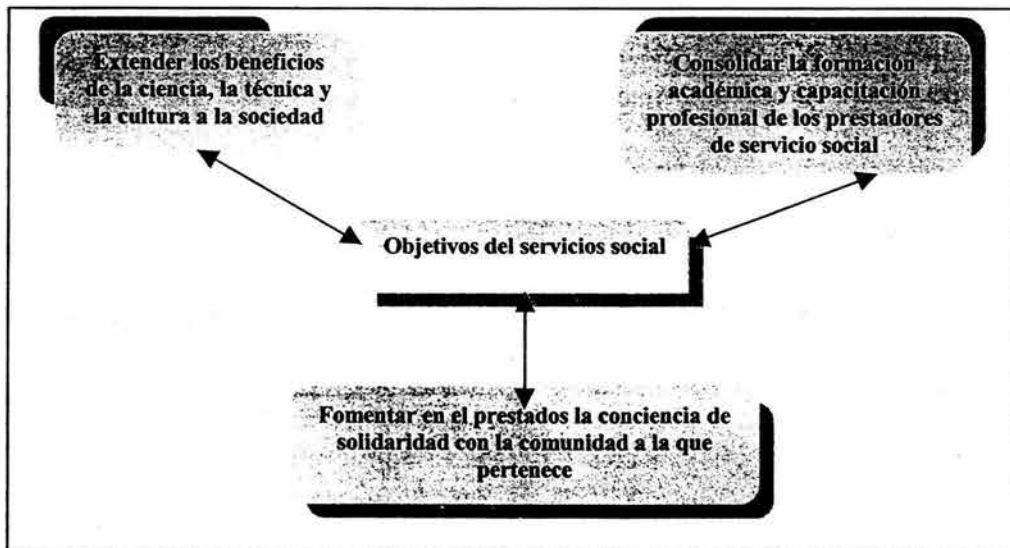 Extender los beneficios
de la ciencia, la técnica y
la cultura a la sociedad
Consolidar la formación
académica y capacitación
profesional de los prestadores
de servicio social
Objetivos del servicios social
Fomentar en el prestados la conciencia de
solidaridad con la comunidad a la que
pertenece